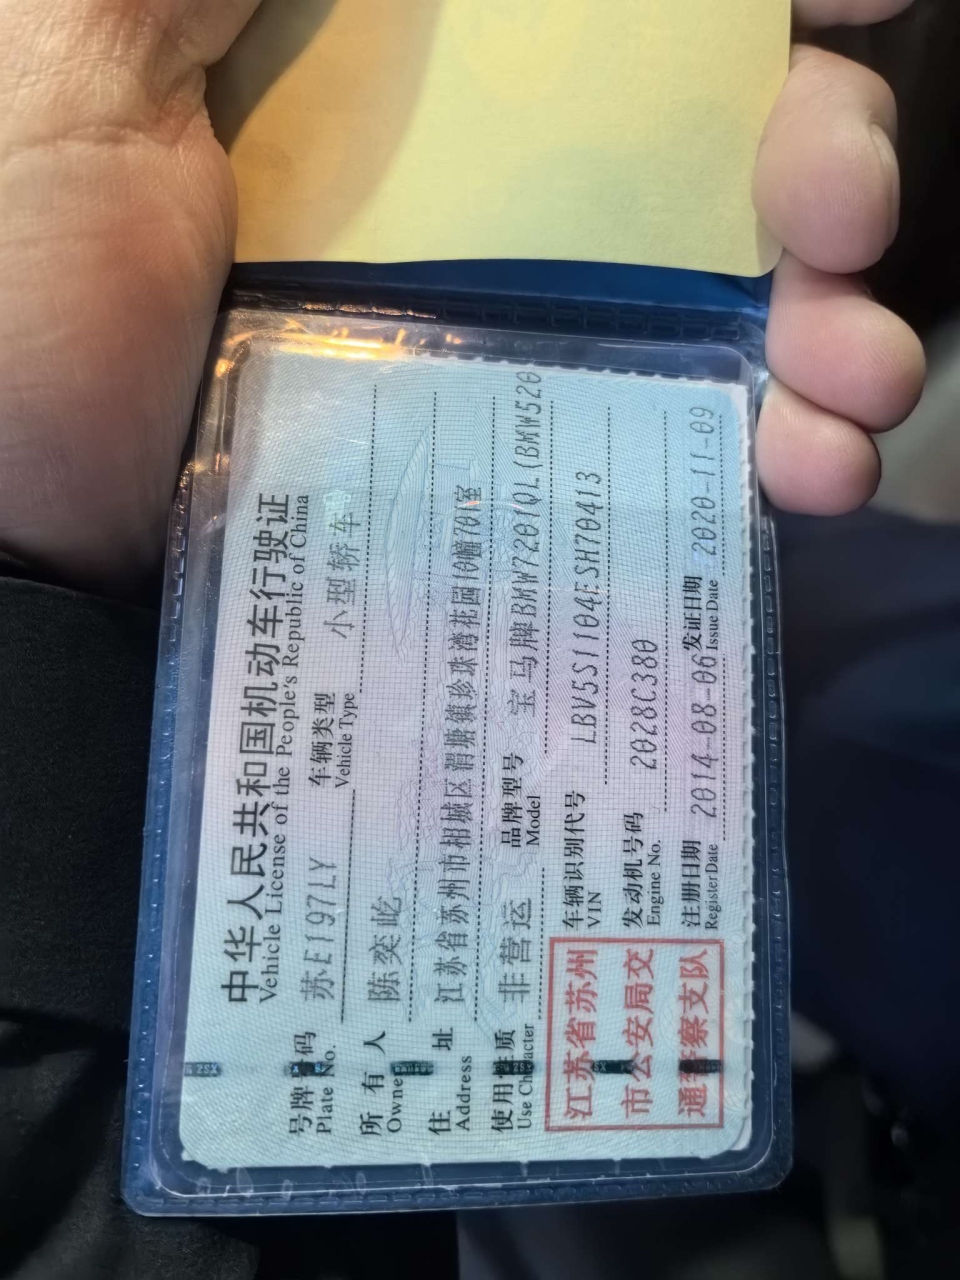 中华人民共和国机动车行驶证
Vehicle License of the People's Republic of China
号牌号码 苏E197LY 车辆类型 小型轿车
Plate No. Vehicle Type
所有人 陈奕屹
Owner
住址 江苏省苏州市相城区渭塘镇珍珠湾花园10幢701室
Address
使用性质 非营运 品牌型号 宝马牌BMW7201QL(BMW520
Use Character Model
江苏省苏州市公安局交通警察支队
车辆识别代号 LBV5S1104ESH70413
VIN
发动机号码 2028C380
Engine No.
注册日期 2014-08-06 发证日期 2020-11-09
Register Date Issue Date